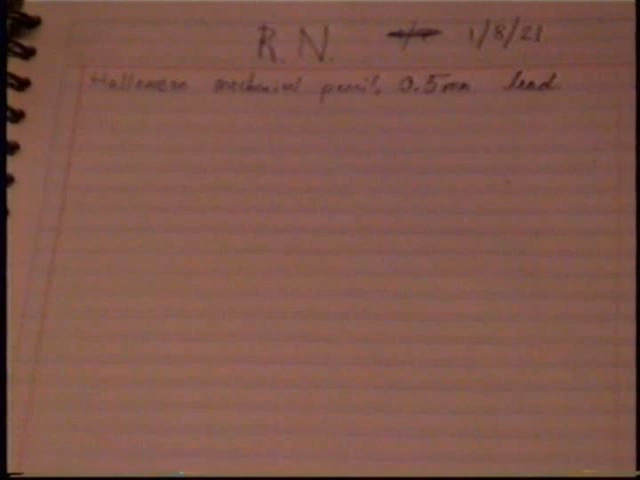 R. N. 1/8/21
Halloween mechanical pencil, 0.5mm lead